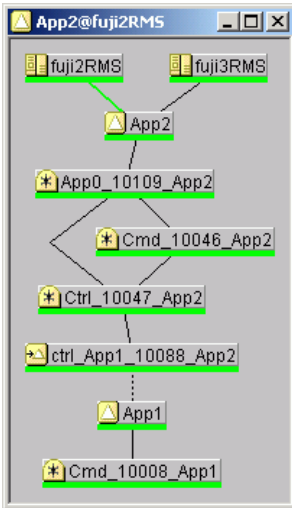 App2@fuji2RMS
fuji2RMS fuji3RMS
App2
App0_10109_App2
Cmd_10046_App2
Ctrl_10047_App2
ctrl_App1_10088_App2
App1
Cmd_10008_App1